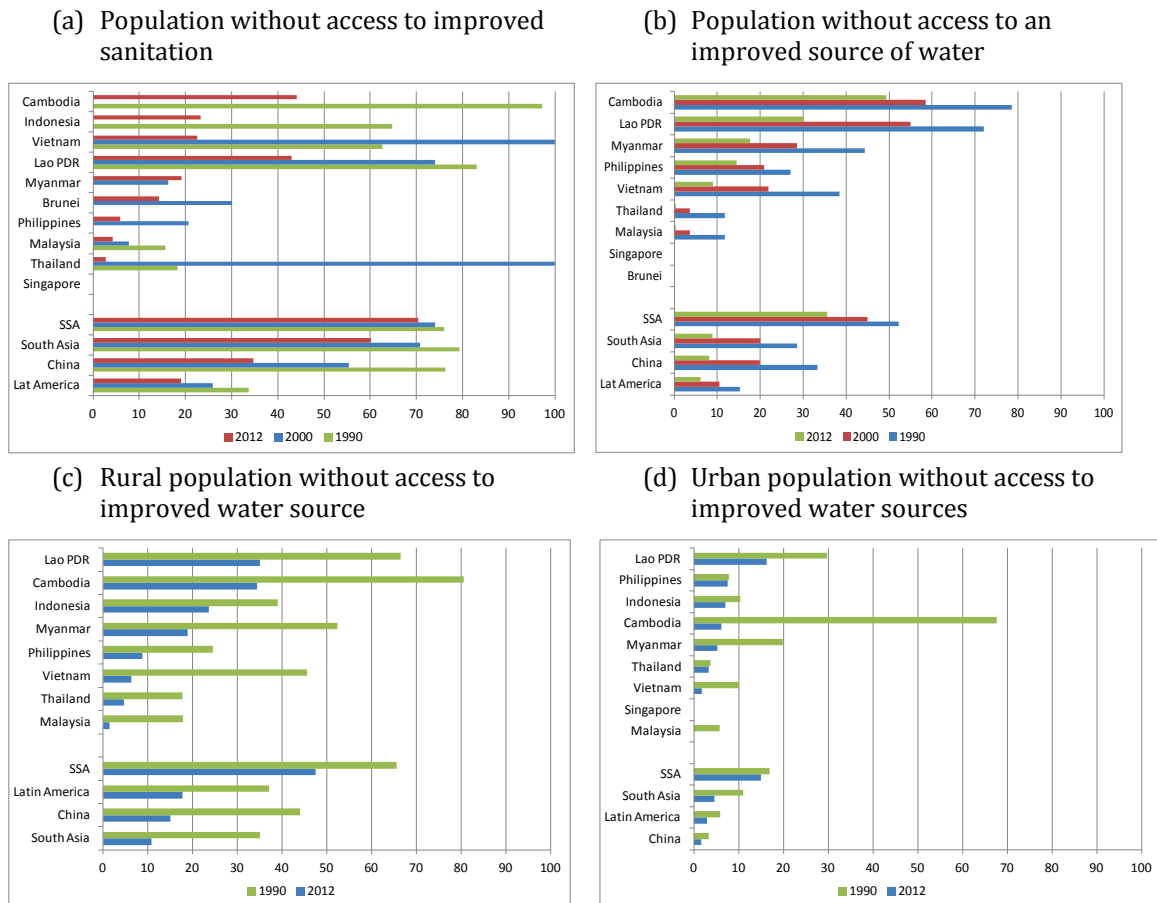 (a) Population without access to improved
sanitation
(b) Population without access to an
improved source of water
Cambodia
Indonesia
Vietnam
Lao PDR
Myanmar
Brunei
Philippines
Malaysia
Thailand
Singapore
SSA
South Asia
China
Lat America
0 10 20 30 40 50 60 70 80 90 100
2012 2000 1990
Cambodia
Lao PDR
Myanmar
Philippines
Vietnam
Thailand
Malaysia
Singapore
Brunei
SSA
South Asia
China
Lat America
0 10 20 30 40 50 60 70 80 90 100
2012 2000 1990
(c) Rural population without access to
improved water source
(d) Urban population without access to
improved water sources
Lao PDR
Cambodia
Indonesia
Myanmar
Philippines
Vietnam
Thailand
Malaysia
SSA
Latin America
China
South Asia
0 10 20 30 40 50 60 70 80 90 100
1990 2012
Lao PDR
Philippines
Indonesia
Cambodia
Myanmar
Thailand
Vietnam
Singapore
Malaysia
SSA
South Asia
Latin America
China
0 10 20 30 40 50 60 70 80 90 100
1990 2012